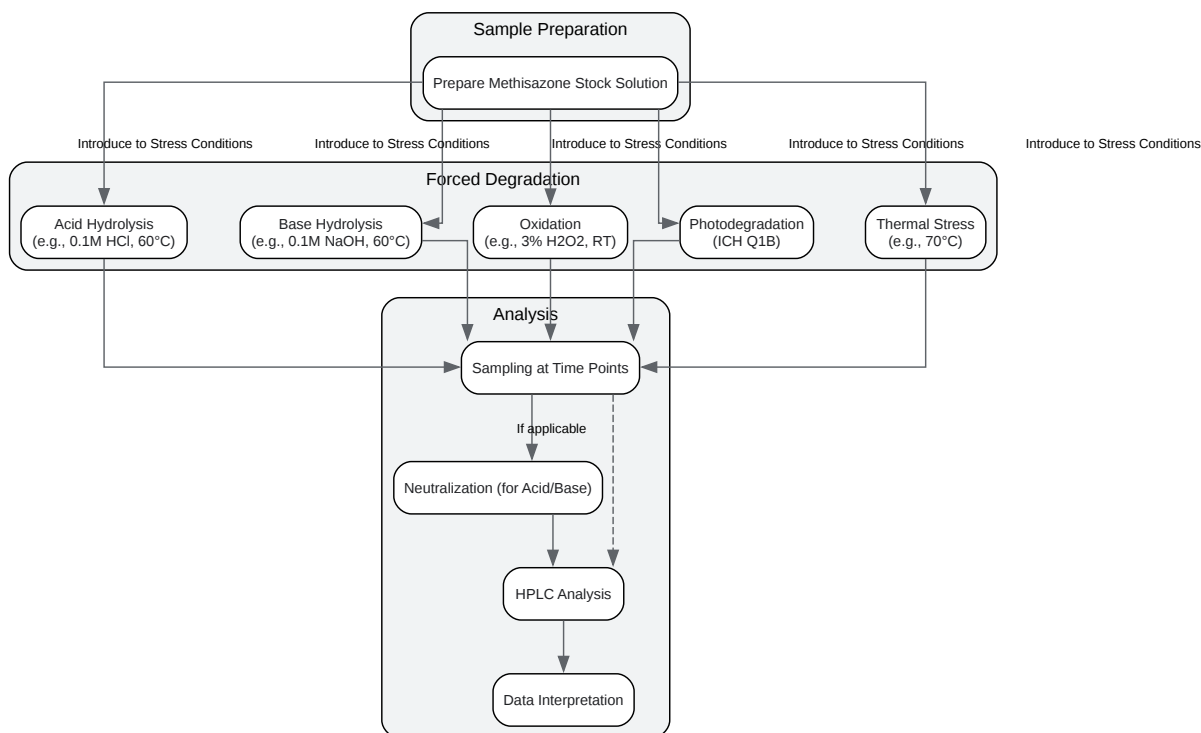 Sample Preparation
Prepare Methisazone Stock Solution
Introduce to Stress Conditions
Introduce to Stress Conditions
Introduce to Stress Conditions
Introduce to Stress Conditions
Introduce to Stress Conditions
Forced Degradation
Acid Hydrolysis
(e.g., 0.1M HCl, 60°C)
Base Hydrolysis
(e.g., 0.1M NaOH, 60°C)
Oxidation
(e.g., 3% H2O2, RT)
Photodegradation
(ICH Q1B)
Thermal Stress
(e.g., 70°C)
Analysis
Sampling at Time Points
If applicable
Neutralization (for Acid/Base)
HPLC Analysis
Data Interpretation